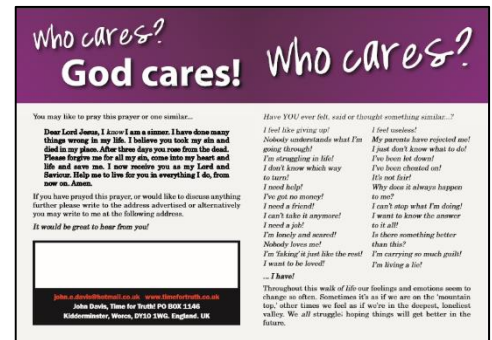 who cares?
God cares!
You may like to pray this prayer or one similar...
Dear Lord Jesus, I know I am a sinner. I have done many
things wrong in my life. I believe you took my sin and
died in my place. After three days you rose from the dead.
Please forgive me for all my sin, come into my heart and
life and save me. I now receive you as my Lord and
Saviour. Help me to live for you in everything I do, from
now on. Amen.
If you have prayed this prayer, or would like to discuss anything
further please write to the address advertised or alternatively
you may write to me at the following address.
It would be great to hear from you!
john.e.davis@hotmail.co.uk www.timefortruth.co.uk
John Davis, Time for Truth! PO BOX 1146
Kidderminster, Worcs, DY10 1WG. England. UK
who cares?
Have YOU ever felt, said or thought something similar...?
I feel like giving up!
Nobody understands what I'm
going through!
I'm struggling in life!
I don't know which way
to turn!
I need help!
I've got no money!
I need a friend!
I can't take it anymore!
I need a job!
I'm lonely and scared!
Nobody loves me!
I'm 'faking' it just like the rest!
I want to be loved!
... I have!
I feel useless!
My parents have rejected me!
I just don't know what to do!
I've been let down!
I've been cheated on!
It's not fair!
Why does it always happen
to me?
I can't stop what I'm doing!
I want to know the answer
to it all!
Is there something better
than this?
I'm carrying so much guilt!
I'm living a lie!
Throughout this walk of life our feelings and emotions seem to
change so often. Sometimes it's as if we are on the 'mountain
top,' other times we feel as if we're in the deepest, loneliest
valley. We all struggle; hoping things will get better in the
future.